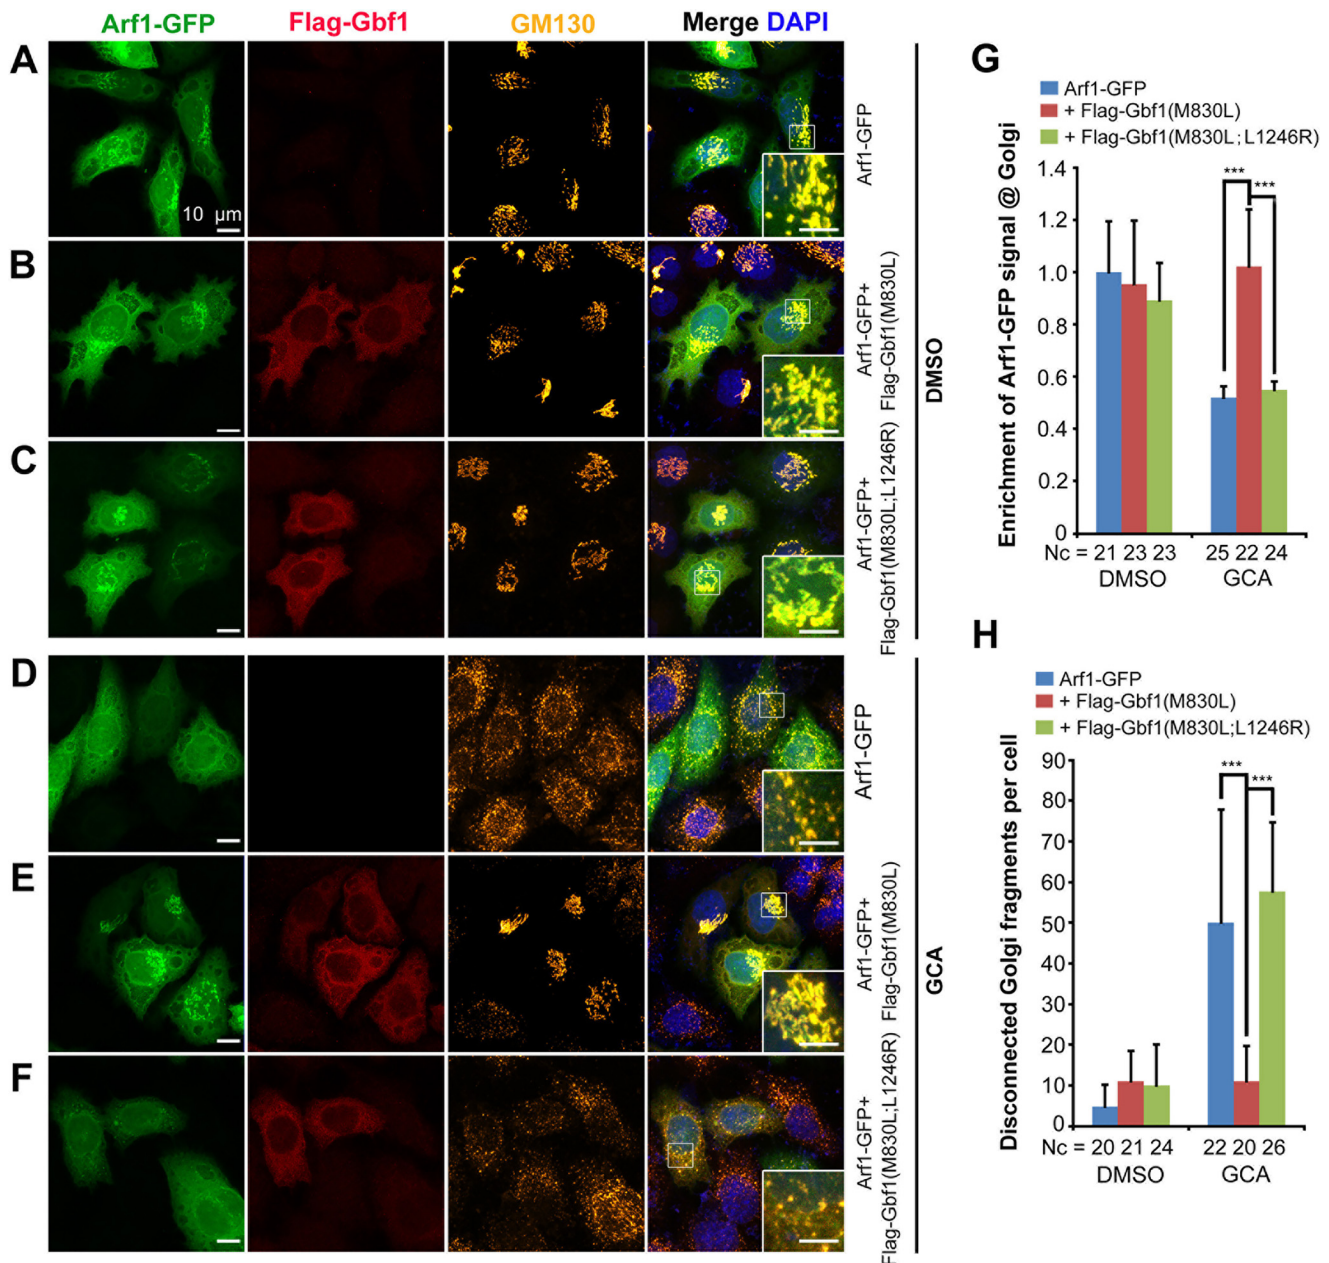 Arf1-GFP Flag-Gbf1 GM130 Merge DAPI
A
10 µm
Arf1-GFP
B
Arf1-GFP+
Flag-Gbf1(M830L)
C
Arf1-GFP+
Flag-Gbf1(M830L;L1246R)
DMSO
D
Arf1-GFP
E
Arf1-GFP+
Flag-Gbf1(M830L)
F
Arf1-GFP+
Flag-Gbf1(M830L;L1246R)
GCA
G
Arf1-GFP
+ Flag-Gbf1(M830L)
+ Flag-Gbf1(M830L;L1246R)
Enrichment of Arf1-GFP signal @ Golgi
1.4
1.2
1.0
0.8
0.6
0.4
0.2
0
*** ***
Nc = 21 23 23 25 22 24
DMSO GCA
H
Arf1-GFP
+ Flag-Gbf1(M830L)
+ Flag-Gbf1(M830L;L1246R)
Disconnected Golgi fragments per cell
90
80
70
60
50
40
30
20
10
0
*** ***
Nc = 20 21 24 22 20 26
DMSO GCA